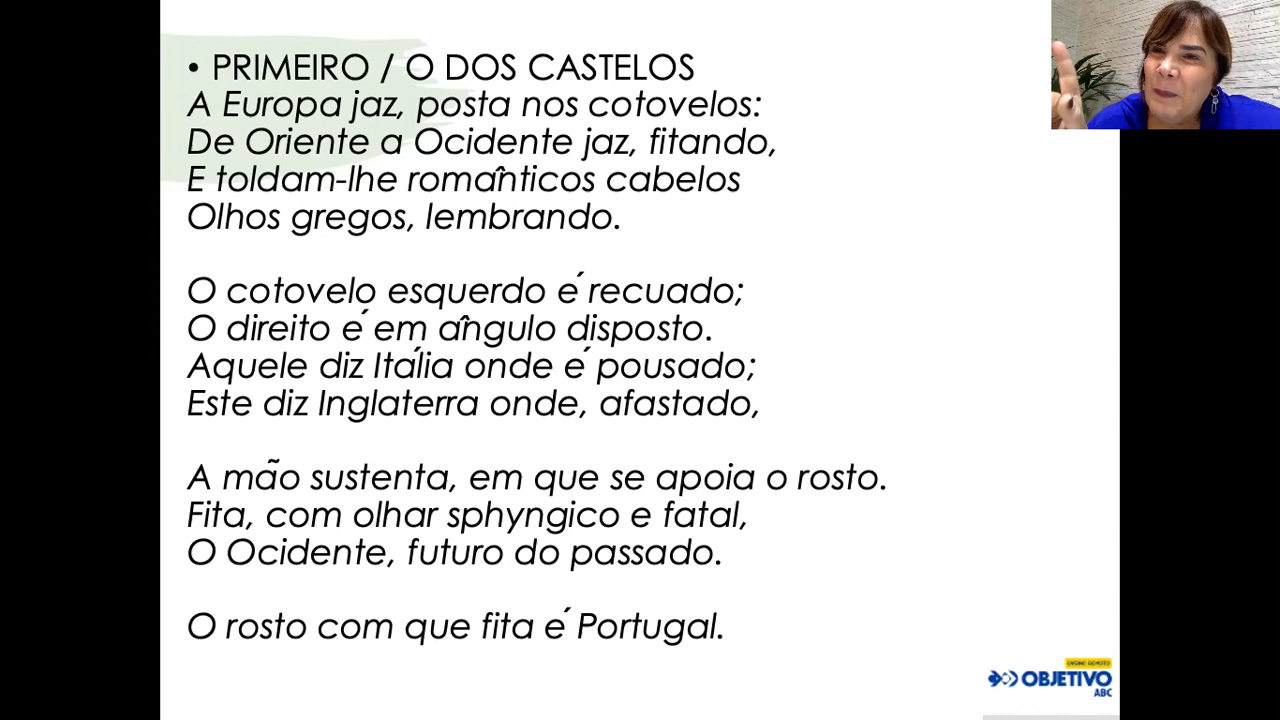 • PRIMEIRO / O DOS CASTELOS
A Europa jaz, posta nos cotovelos:
De Oriente a Ocidente jaz, fitando,
E toldam-lhe românticos cabelos
Olhos gregos, lembrando.
O cotovelo esquerdo é recuado;
O direito é em ângulo disposto.
Aquele diz Itália onde é pousado;
Este diz Inglaterra onde, afastado,
A mão sustenta, em que se apoia o rosto.
Fita, com olhar sphyngico e fatal,
O Ocidente, futuro do passado.
O rosto com que fita é Portugal.
ENSINO REMOTO
OBJETIVO
ABC